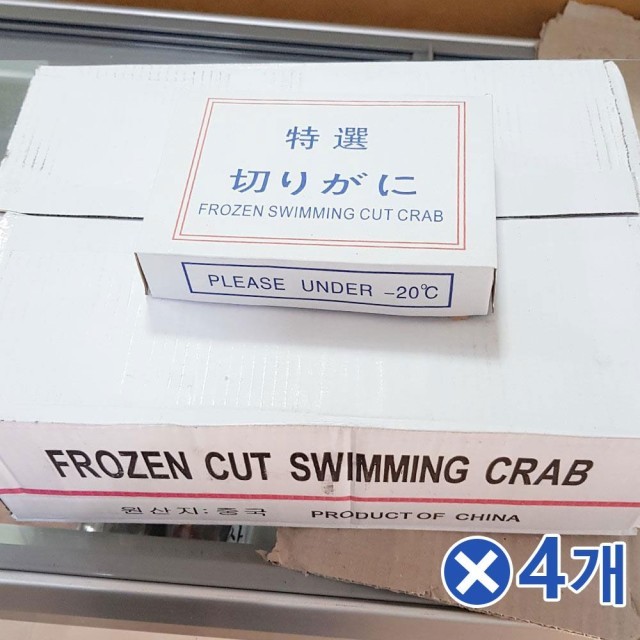 特選
切りがに
FROZEN SWIMMING CUT CRAB
PLEASE UNDER -20℃
FROZEN CUT SWIMMING CRAB
원산지: 중국 PRODUCT OF CHINA
×4개